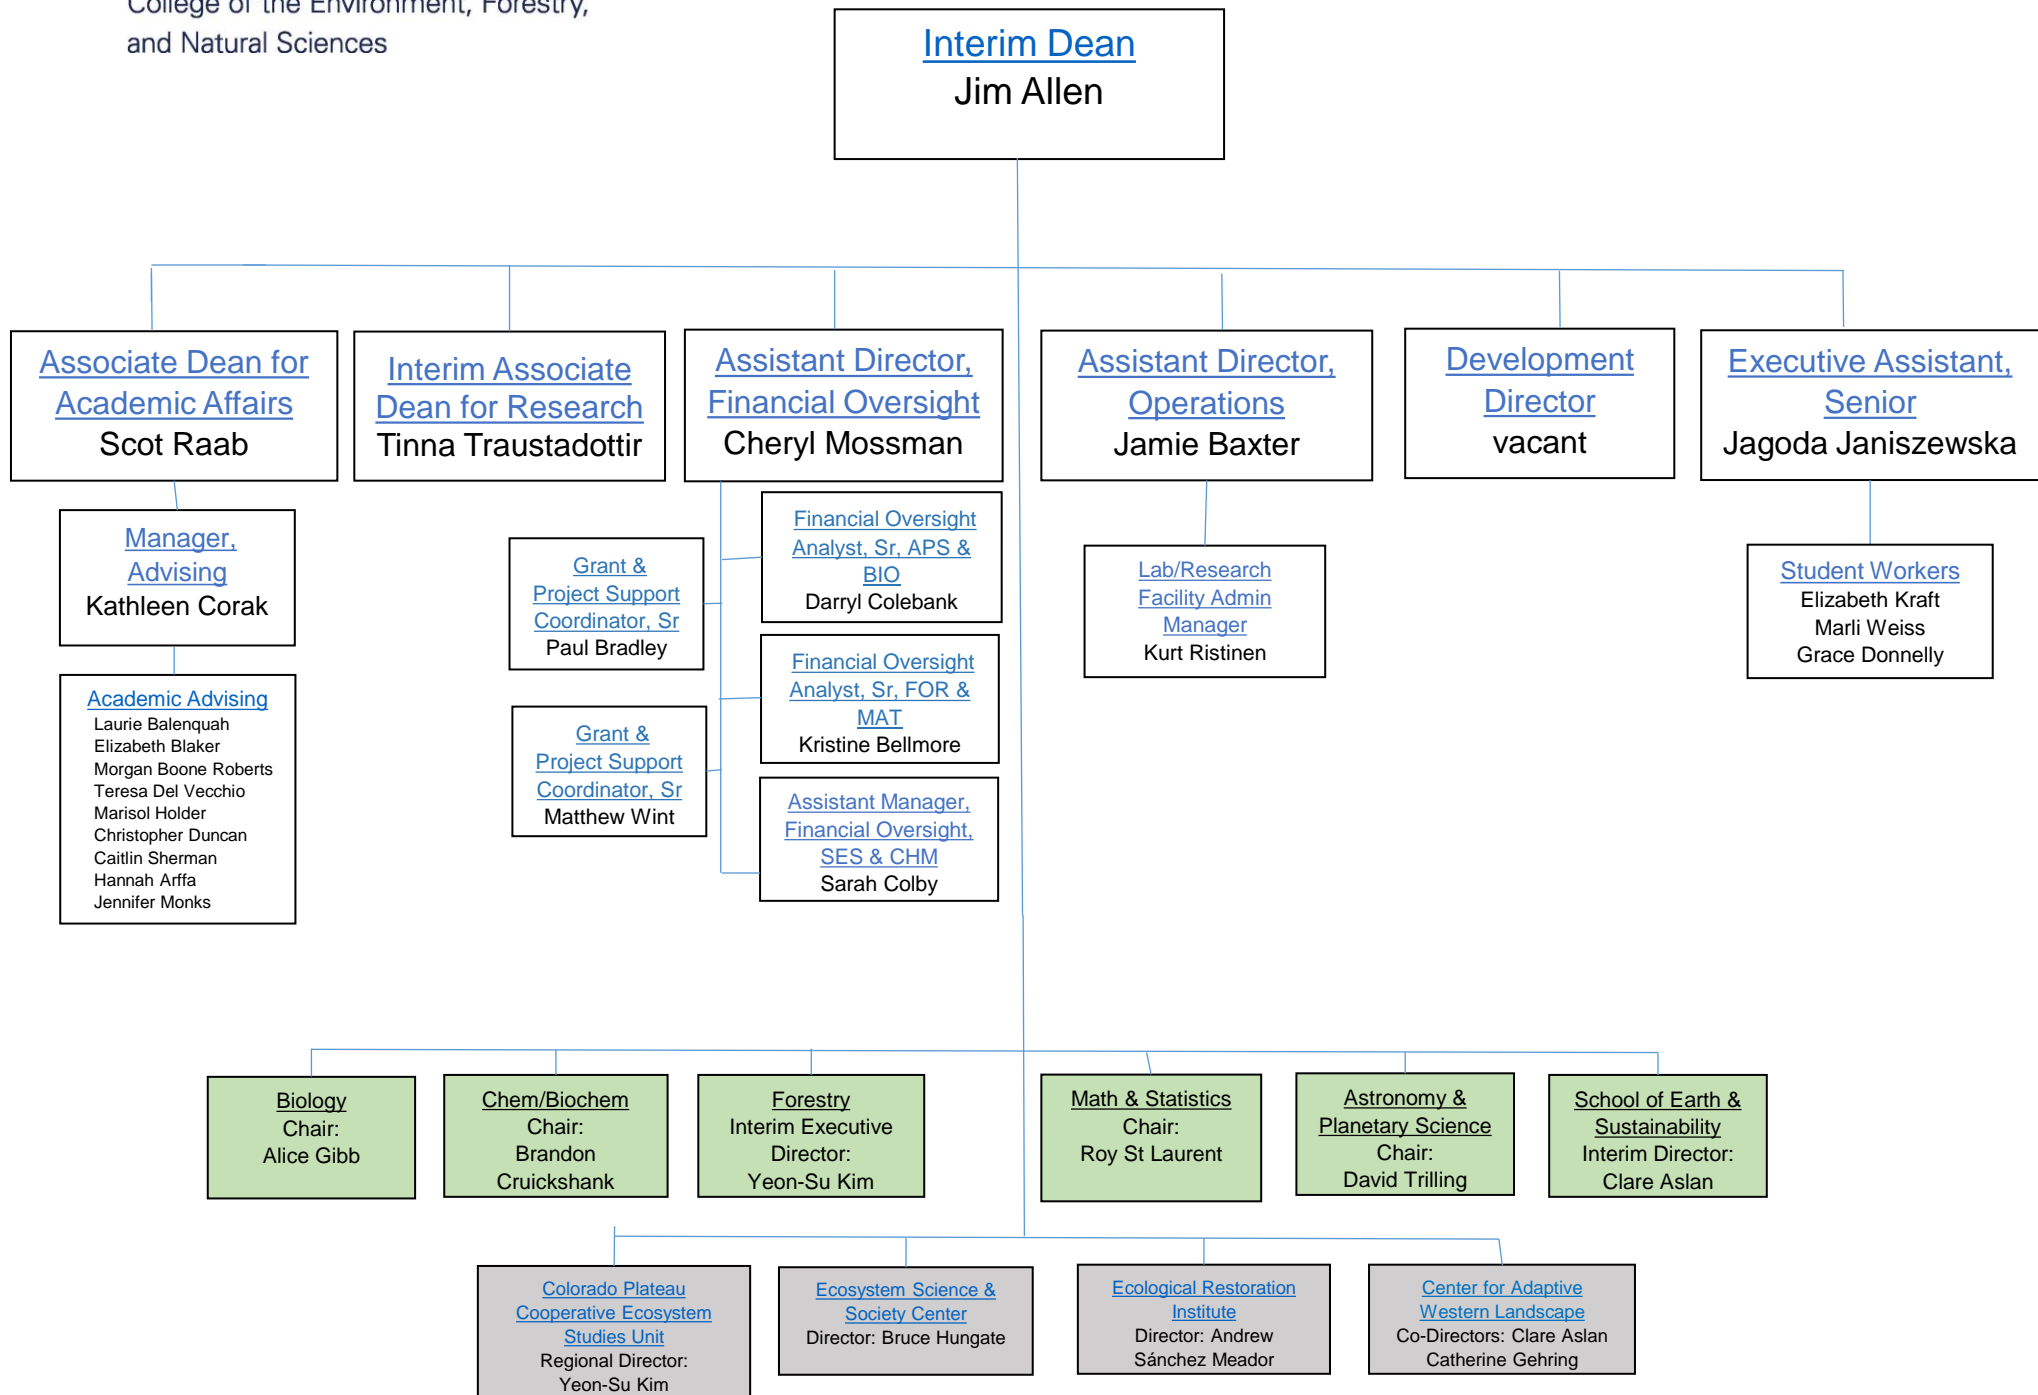 College of the Environment, Forestry,
and Natural Sciences
Interim Dean
Jim Allen
Associate Dean for
Academic Affairs
Scot Raab
Interim Associate
Dean for Research
Tinna Traustadottir
Assistant Director,
Financial Oversight
Cheryl Mossman
Assistant Director,
Operations
Jamie Baxter
Development
Director
vacant
Executive Assistant,
Senior
Jagoda Janiszewska
Manager,
Advising
Kathleen Corak
Academic Advising
Laurie Balenquah
Elizabeth Blaker
Morgan Boone Roberts
Teresa Del Vecchio
Marisol Holder
Christopher Duncan
Caitlin Sherman
Hannah Arffa
Jennifer Monks
Grant &
Project Support
Coordinator, Sr
Paul Bradley
Grant &
Project Support
Coordinator, Sr
Matthew Wint
Financial Oversight
Analyst, Sr, APS &
BIO
Darryl Colebank
Financial Oversight
Analyst, Sr, FOR &
MAT
Kristine Bellmore
Assistant Manager,
Financial Oversight,
SES & CHM
Sarah Colby
Lab/Research
Facility Admin
Manager
Kurt Ristinen
Student Workers
Elizabeth Kraft
Marli Weiss
Grace Donnelly
Biology
Chair:
Alice Gibb
Chem/Biochem
Chair:
Brandon
Cruickshank
Forestry
Interim Executive
Director:
Yeon-Su Kim
Math & Statistics
Chair:
Roy St Laurent
Astronomy &
Planetary Science
Chair:
David Trilling
School of Earth &
Sustainability
Interim Director:
Clare Aslan
Colorado Plateau
Cooperative Ecosystem
Studies Unit
Regional Director:
Yeon-Su Kim
Ecosystem Science &
Society Center
Director: Bruce Hungate
Ecological Restoration
Institute
Director: Andrew
Sánchez Meador
Center for Adaptive
Western Landscape
Co-Directors: Clare Aslan
Catherine Gehring